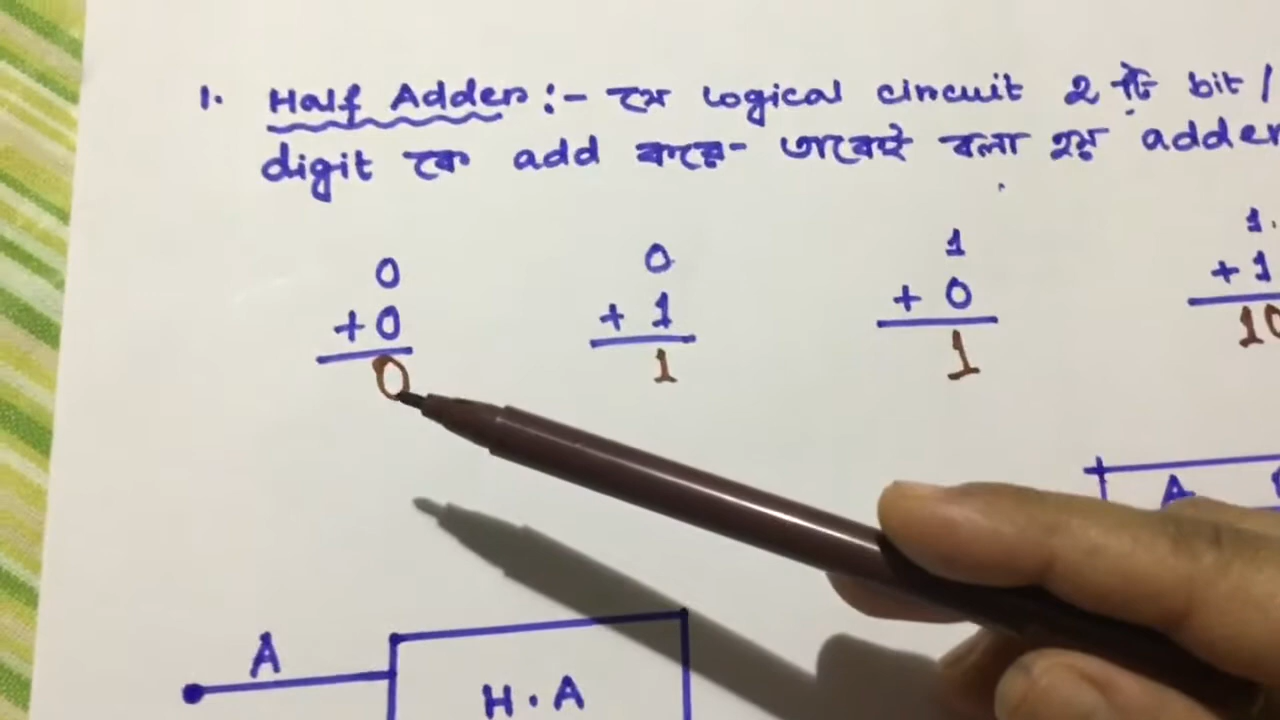 1. Half Adder :- যে logical circuit 2 টি bit /
digit কে add করে- তাকেই বলা হয় adder
0 0 1 1.
+0 + 1 + 0 +1
0 1 1 10
A
A
H.A